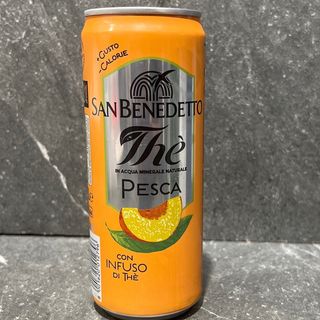 +GUSTO
-CALORIE
SAN BENEDETTO
Thè
IN ACQUA MINERALE NATURALE
PESCA
CON
INFUSO
DI THÈ